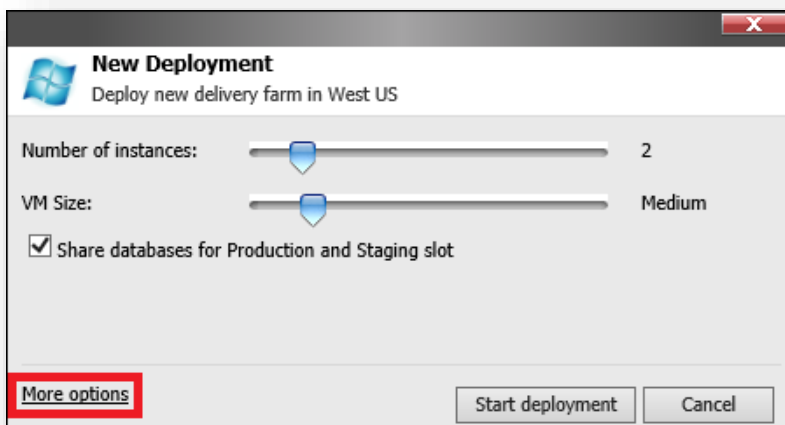 New Deployment
Deploy new delivery farm in West US
Number of instances: 2
VM Size: Medium
Share databases for Production and Staging slot
More options Start deployment Cancel